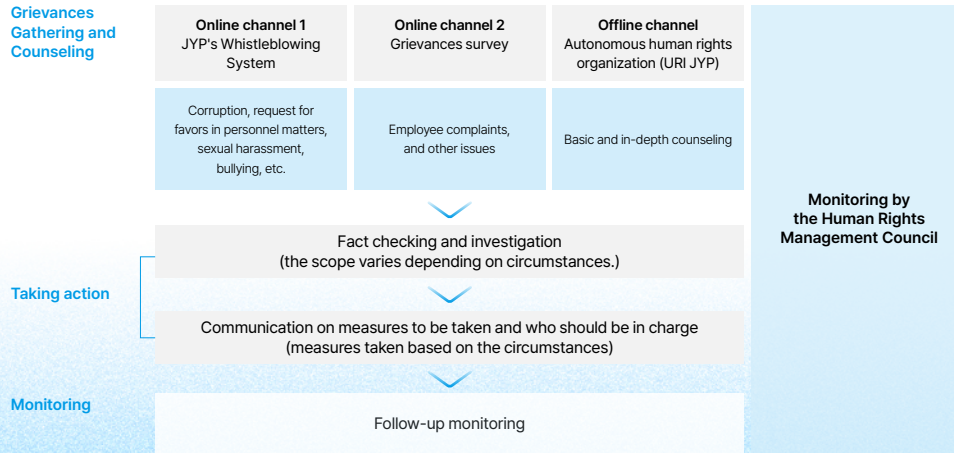 Grievances
Gathering and
Counseling
Online channel 1
JYP's Whistleblowing
System
Online channel 2
Grievances survey
Offline channel
Autonomous human rights
organization (URI JYP)
Corruption, request for
favors in personnel matters,
sexual harassment,
bullying, etc.
Employee complaints,
and other issues
Basic and in-depth counseling
Monitoring by
the Human Rights
Management Council
Fact checking and investigation
(the scope varies depending on circumstances.)
Taking action
Communication on measures to be taken and who should be in charge
(measures taken based on the circumstances)
Monitoring
Follow-up monitoring